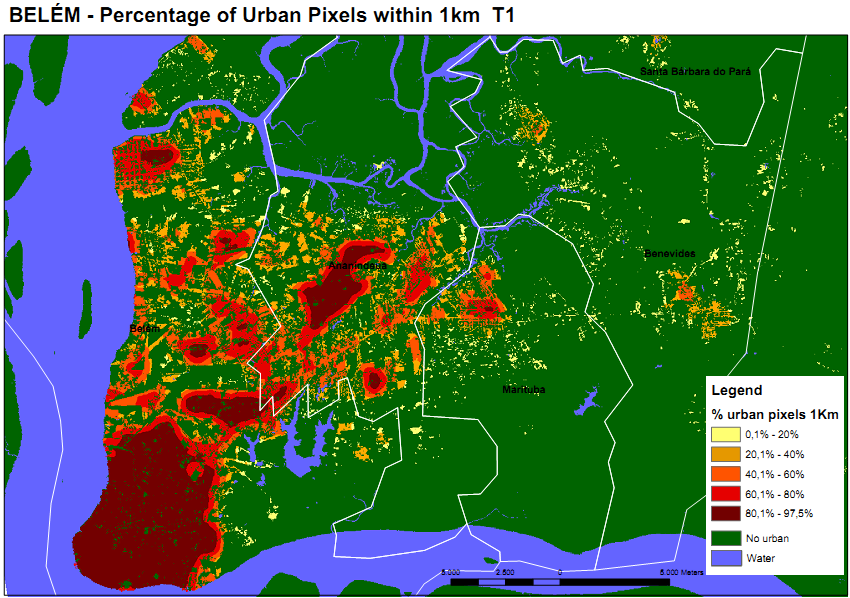 BELÉM - Percentage of Urban Pixels within 1km T1
Santa Bárbara do Pará
Benevides
Ananindeua
Belém
Marituba
Legend
% urban pixels 1Km
0,1% - 20%
20,1% - 40%
40,1% - 60%
60,1% - 80%
80,1% - 97,5%
No urban
Water
5.000 2.500 0 5.000 Meters